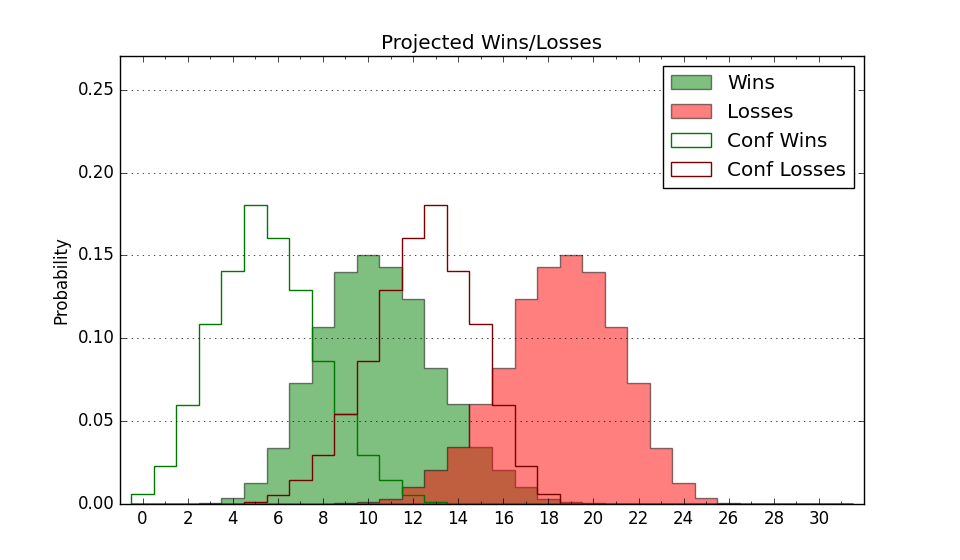 Projected Wins/Losses
Wins
Losses
Conf Wins
Conf Losses
Probability
0.25
0.20
0.15
0.10
0.05
0.00
0 2 4 6 8 10 12 14 16 18 20 22 24 26 28 30